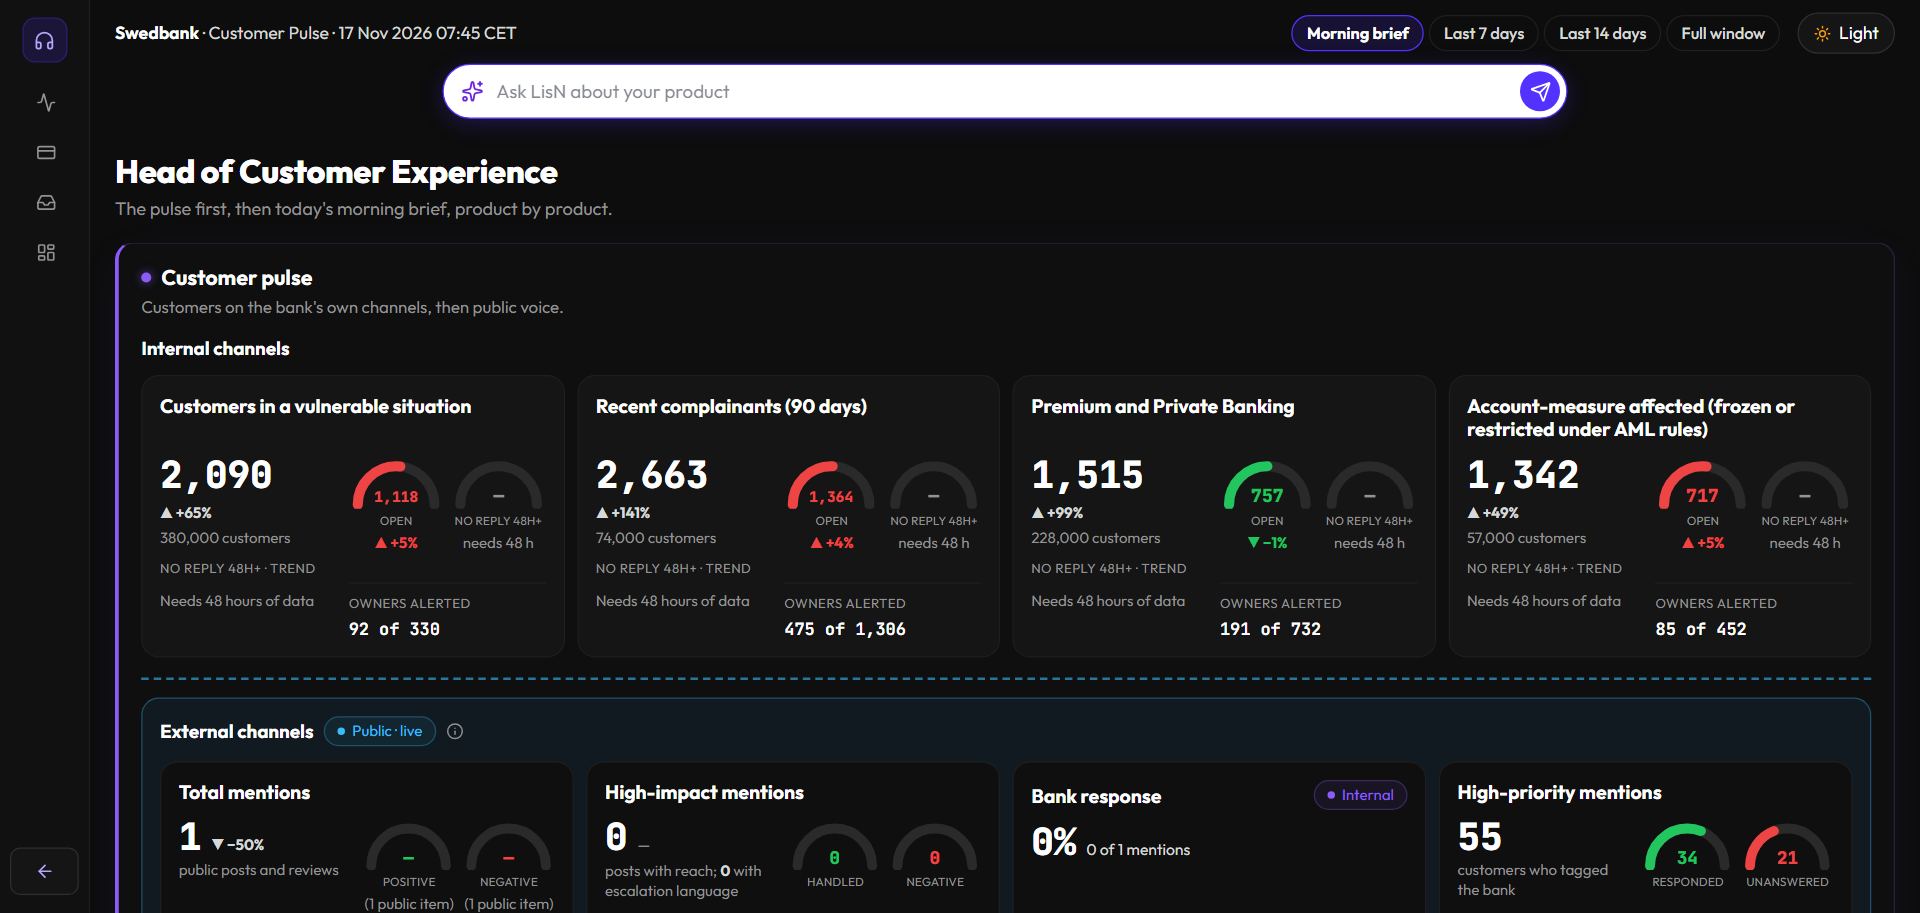 Swedbank · Customer Pulse · 17 Nov 2026 07:45 CET
Morning brief
Last 7 days
Last 14 days
Full window
Light
Ask LisN about your product
Head of Customer Experience
The pulse first, then today's morning brief, product by product.
Customer pulse
Customers on the bank's own channels, then public voice.
Internal channels
Customers in a vulnerable situation
2,090
▲ +65%
380,000 customers
NO REPLY 48H+ · TREND
Needs 48 hours of data
1,118
OPEN
▲ +5%
–
NO REPLY 48H+
needs 48 h
OWNERS ALERTED
92 of 330
Recent complainants (90 days)
2,663
▲ +141%
74,000 customers
NO REPLY 48H+ · TREND
Needs 48 hours of data
1,364
OPEN
▲ +4%
–
NO REPLY 48H+
needs 48 h
OWNERS ALERTED
475 of 1,306
Premium and Private Banking
1,515
▲ +99%
228,000 customers
NO REPLY 48H+ · TREND
Needs 48 hours of data
757
OPEN
▼ −1%
–
NO REPLY 48H+
needs 48 h
OWNERS ALERTED
191 of 732
Account-measure affected (frozen or
restricted under AML rules)
1,342
▲ +49%
57,000 customers
NO REPLY 48H+ · TREND
Needs 48 hours of data
717
OPEN
▲ +5%
–
NO REPLY 48H+
needs 48 h
OWNERS ALERTED
85 of 452
External channels
Public · live
Total mentions
1 ▼ −50%
public posts and reviews
–
POSITIVE
(1 public item)
–
NEGATIVE
(1 public item)
High-impact mentions
0 –
posts with reach; 0 with
escalation language
0
HANDLED
0
NEGATIVE
Bank response
Internal
0% 0 of 1 mentions
High-priority mentions
55
customers who tagged
the bank
34
RESPONDED
21
UNANSWERED